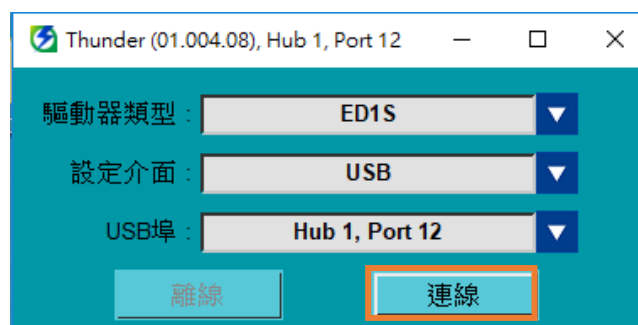 Thunder (01.004.08), Hub 1, Port 12
驅動器類型 : ED1S
設定介面 : USB
USB埠 : Hub 1, Port 12
離線 連線